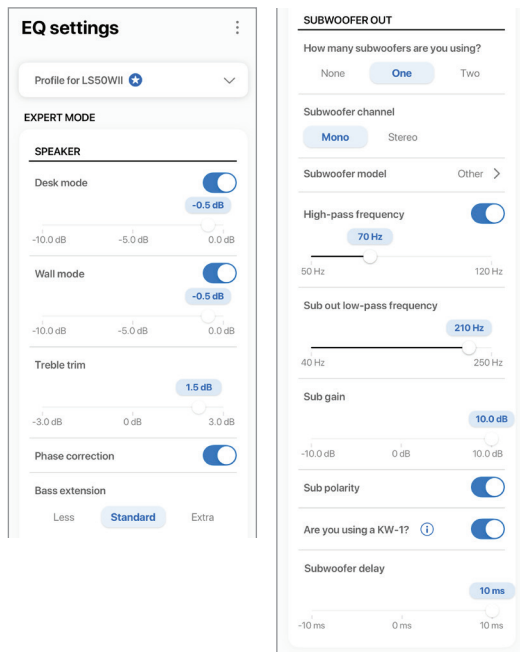 EQ settings
Profile for LS50WII
EXPERT MODE
SPEAKER
Desk mode
-0.5 dB
-10.0 dB -5.0 dB 0.0 dB
Wall mode
-0.5 dB
-10.0 dB -5.0 dB 0.0 dB
Treble trim
1.5 dB
-3.0 dB 0 dB 3.0 dB
Phase correction
Bass extension
Less Standard Extra
SUBWOOFER OUT
How many subwoofers are you using?
None One Two
Subwoofer channel
Mono Stereo
Subwoofer model Other
High-pass frequency
70 Hz
50 Hz 120 Hz
Sub out low-pass frequency
210 Hz
40 Hz 250 Hz
Sub gain
10.0 dB
-10.0 dB 0 dB 10.0 dB
Sub polarity
Are you using a KW-1? i
Subwoofer delay
10 ms
-10 ms 0 ms 10 ms